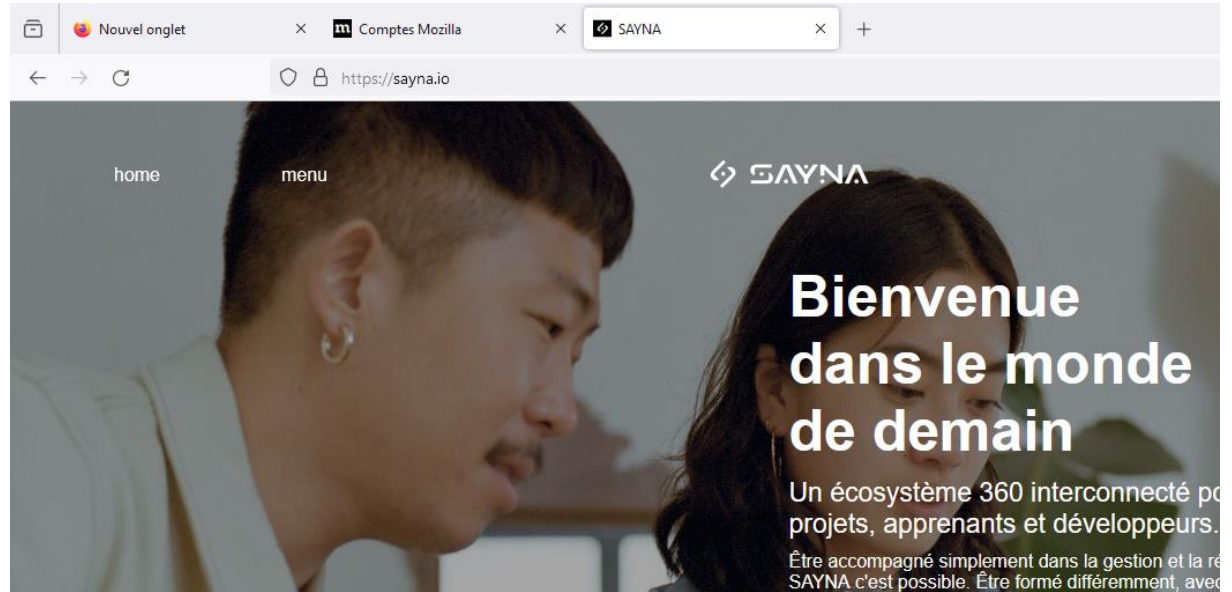 Nouvel onglet
Comptes Mozilla
SAYNA
https://sayna.io
home
menu
SAYNA
Bienvenue
dans le monde
de demain
Un écosystème 360 interconnecté
projets, apprenants et développeurs.
Être accompagné simplement dans la gestion et la
SAYNA c'est possible. Être formé différemment, avec